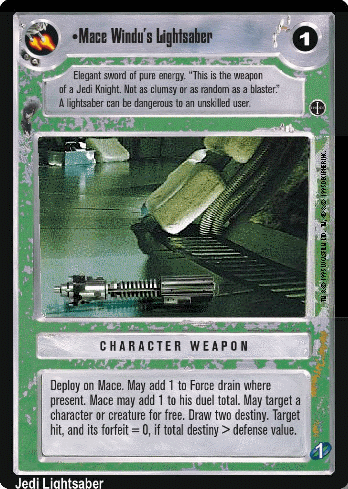 •Mace Windu's Lightsaber
1
Elegant sword of pure energy. "This is the weapon
of a Jedi Knight. Not as clumsy or as random as a blaster."
A lightsaber can be dangerous to an unskilled user.
CHARACTER WEAPON
Deploy on Mace. May add 1 to Force drain where
present. Mace may add 1 to his duel total. May target a
character or creature for free. Draw two destiny. Target
hit, and its forfeit = 0, if total destiny > defense value.
1
Jedi Lightsaber